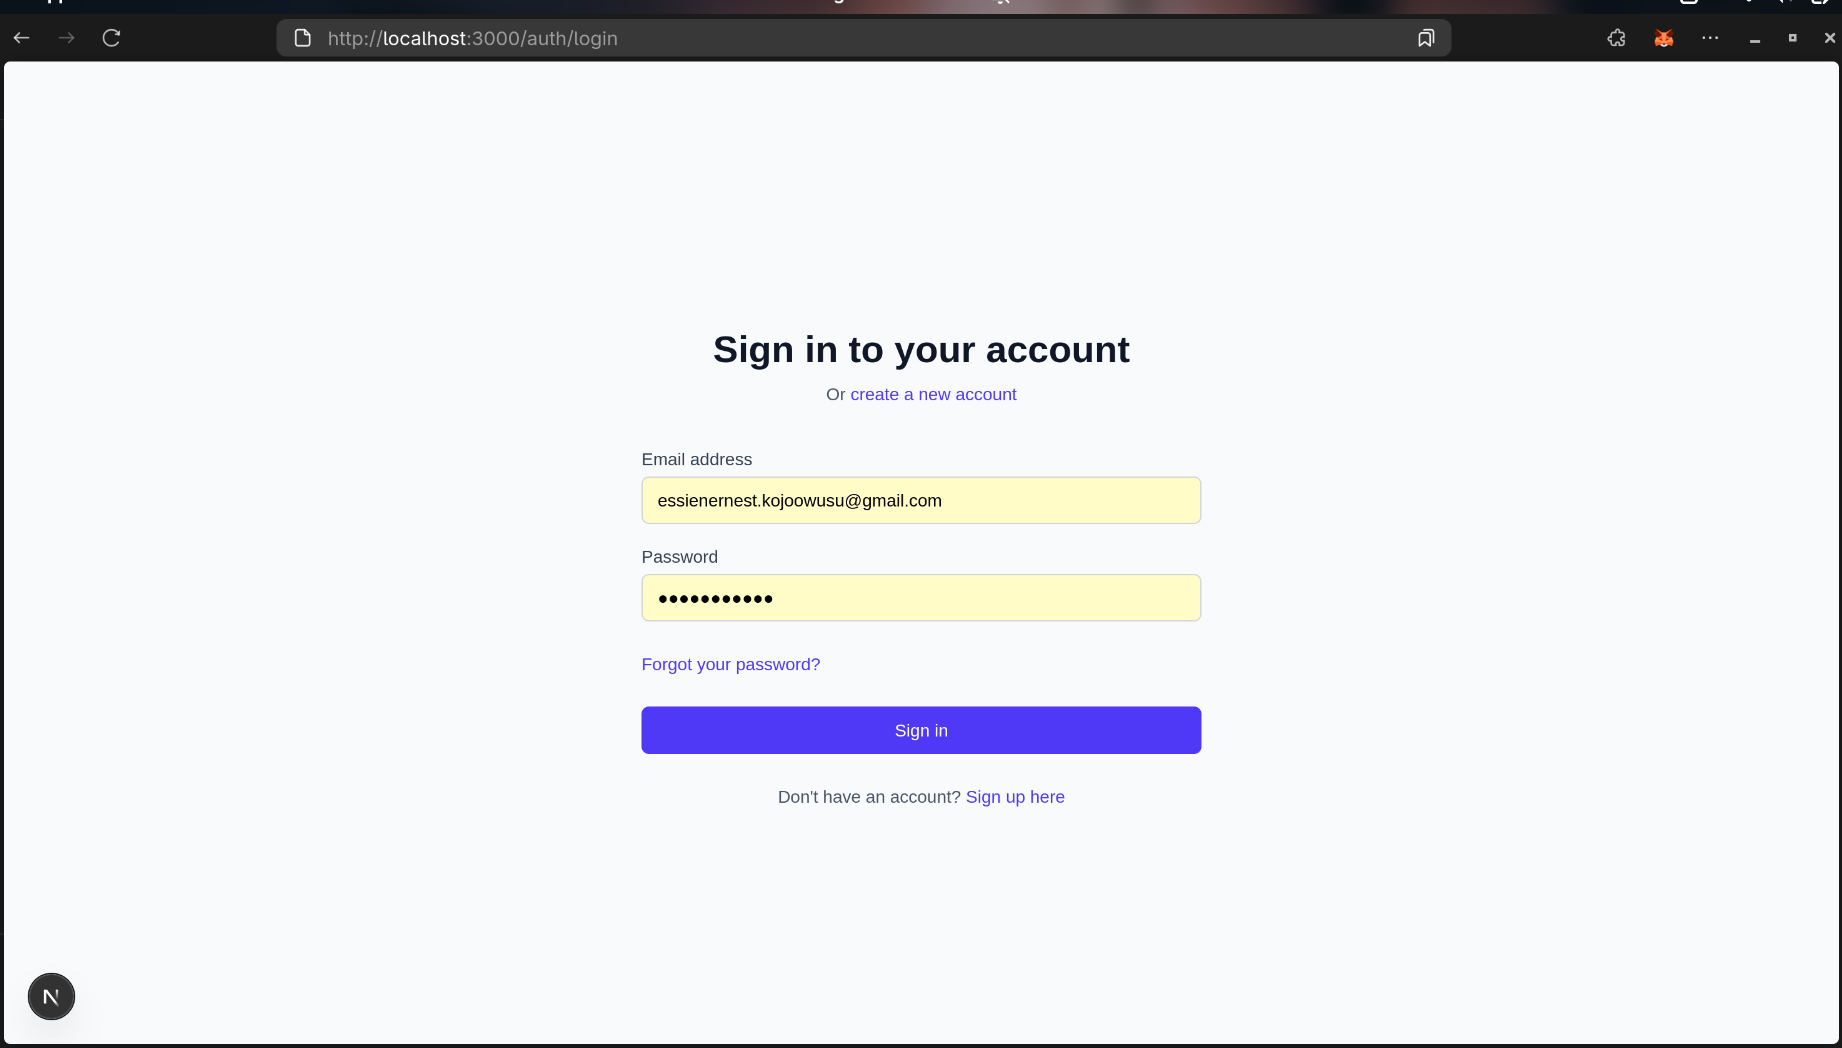 http://localhost:3000/auth/login
Sign in to your account
Or create a new account
Email address
essienernest.kojoowusu@gmail.com
Password
●●●●●●●●●●●
Forgot your password?
Sign in
Don't have an account? Sign up here
N